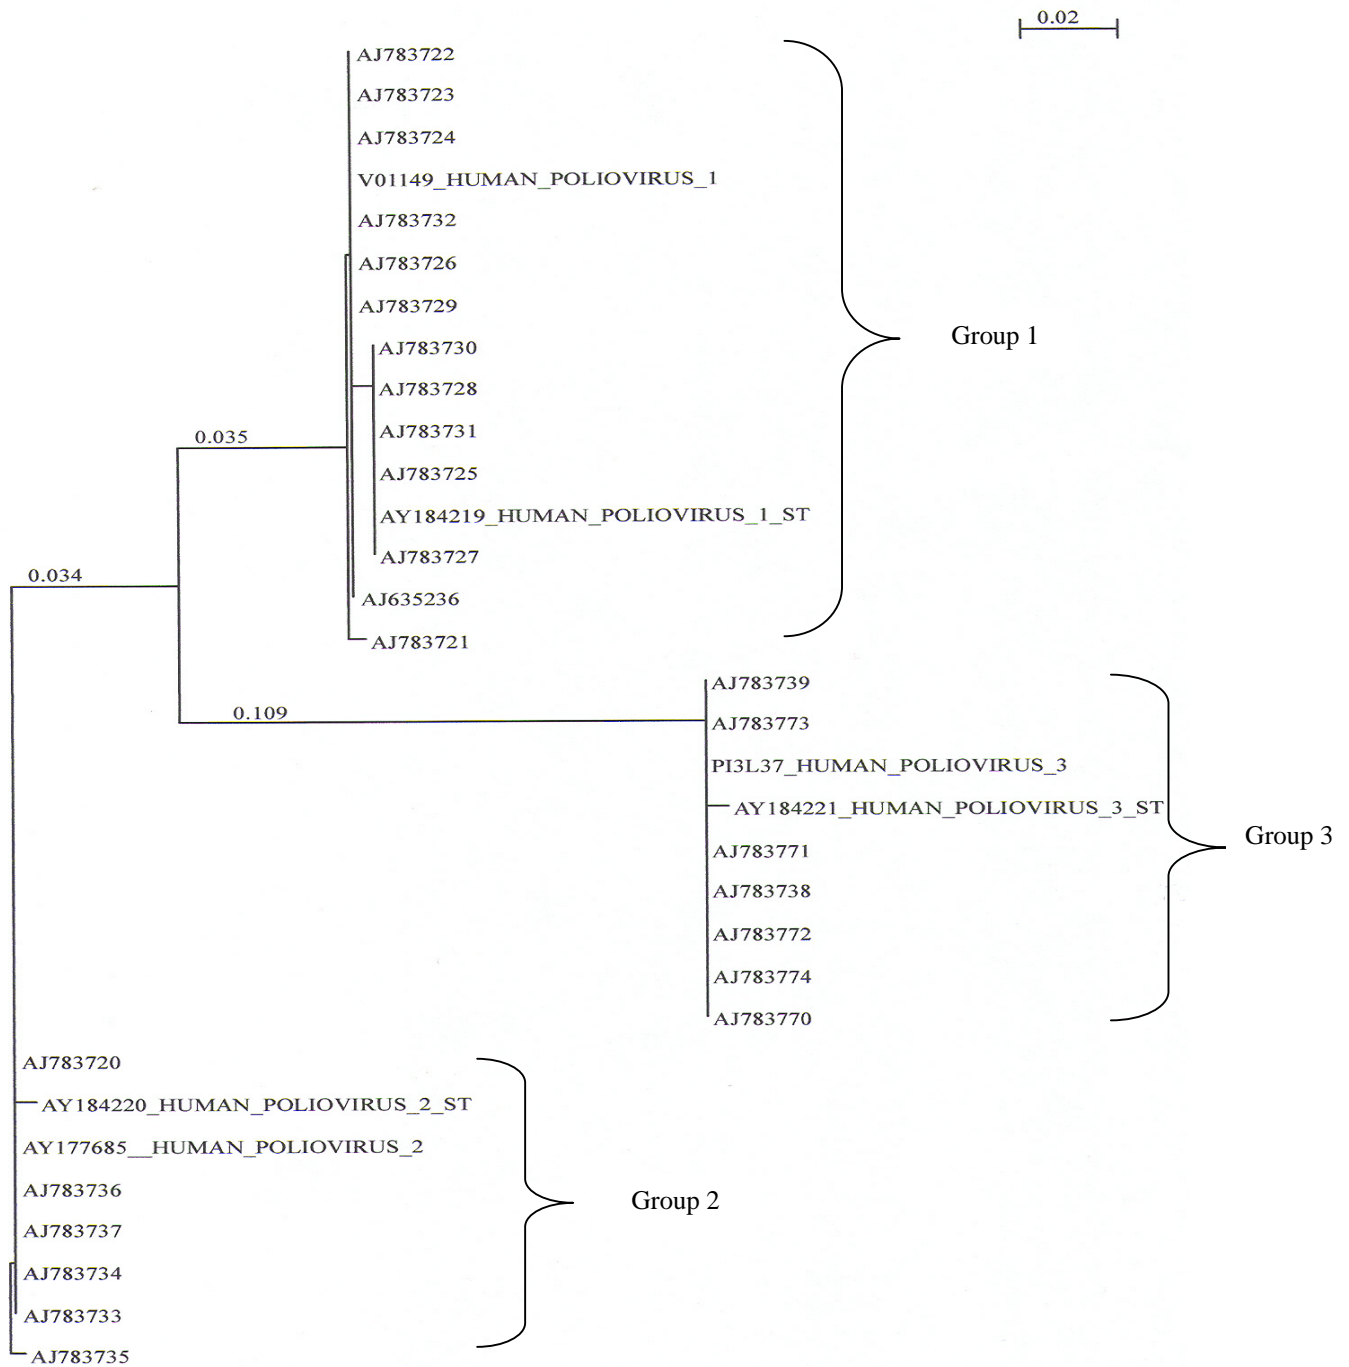 0.02
AJ783722
AJ783723
AJ783724
V01149_HUMAN_POLIOVIRUS_1
AJ783732
AJ783726
AJ783729
Group 1
AJ783730
AJ783728
AJ783731
0.035
AJ783725
AY184219_HUMAN_POLIOVIRUS_1_ST
AJ783727
0.034
AJ635236
AJ783721
AJ783739
0.109
AJ783773
PI3L37_HUMAN_POLIOVIRUS_3
AY184221_HUMAN_POLIOVIRUS_3_ST
Group 3
AJ783771
AJ783738
AJ783772
AJ783774
AJ783770
AJ783720
AY184220_HUMAN_POLIOVIRUS_2_ST
AY177685__HUMAN_POLIOVIRUS_2
AJ783736
Group 2
AJ783737
AJ783734
AJ783733
AJ783735